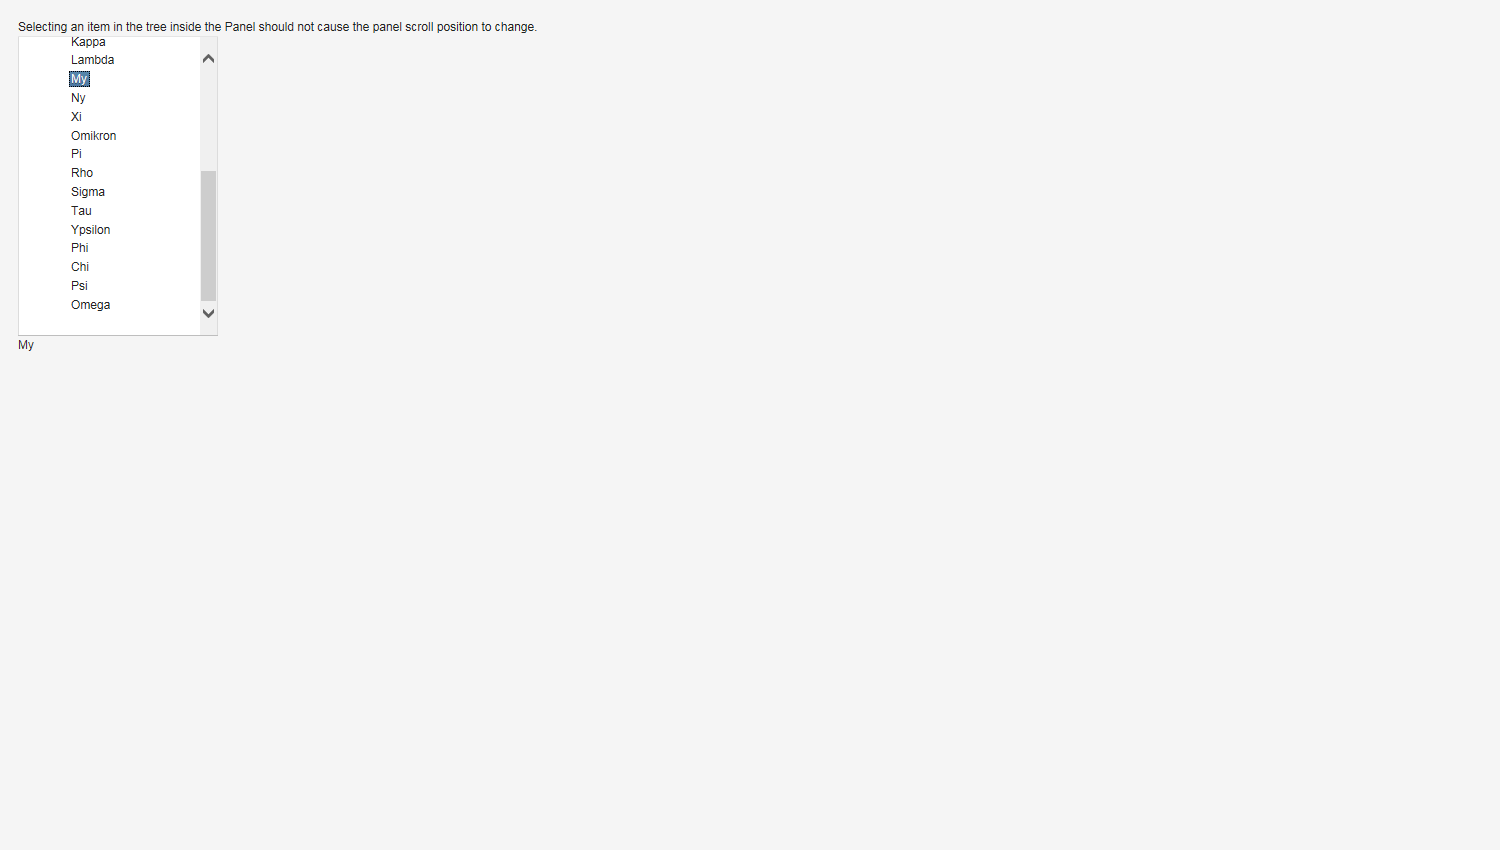 Selecting an item in the tree inside the Panel should not cause the panel scroll position to change.
Kappa
Lambda
My
Ny
Xi
Omikron
Pi
Rho
Sigma
Tau
Ypsilon
Phi
Chi
Psi
Omega
My